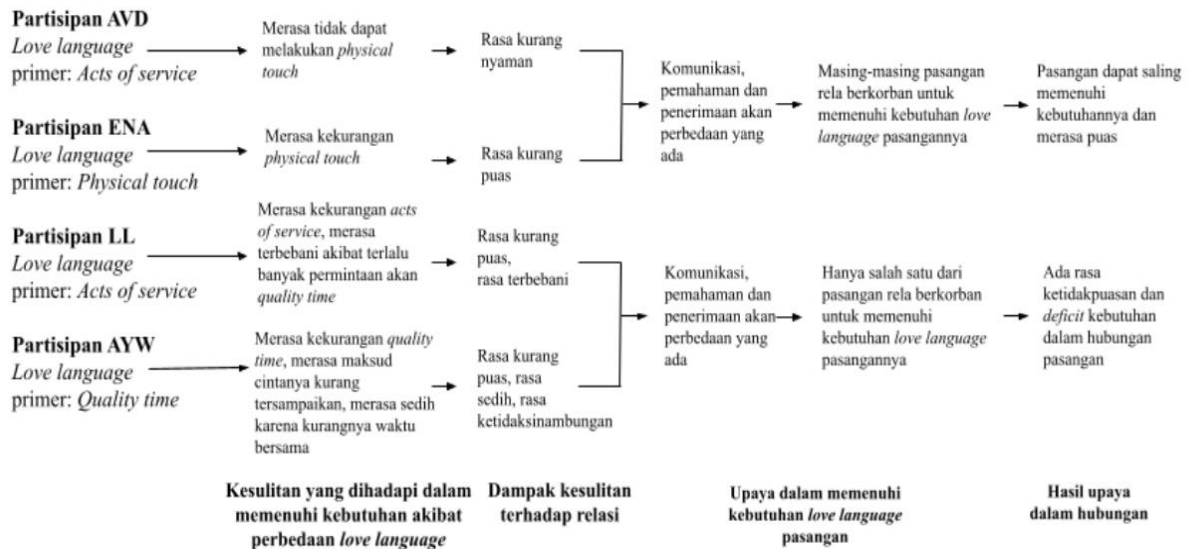 Partisipan AVD
Love language
primer: Acts of service
Merasa tidak dapat
melakukan physical
touch
Rasa kurang
nyaman
Partisipan ENA
Love language
primer: Physical touch
Merasa kekurangan
physical touch
Rasa kurang
puas
Komunikasi,
pemahaman dan
penerimaan akan
perbedaan yang
ada
Masing-masing pasangan
rela berkorban untuk
memenuhi kebutuhan love
language pasangannya
Pasangan dapat saling
memenuhi
kebutuhannya dan
merasa puas
Partisipan LL
Love language
primer: Acts of service
Merasa kekurangan acts
of service, merasa
terbebani akibat terlalu
banyak permintaan akan
quality time
Rasa kurang
puas,
rasa terbebani
Partisipan AYW
Love language
primer: Quality time
Merasa kekurangan quality
time, merasa maksud
cintanya kurang
tersampaikan, merasa sedih
karena kurangnya waktu
bersama
Rasa kurang
puas, rasa
sedih, rasa
ketidaksinambungan
Komunikasi,
pemahaman dan
penerimaan akan
perbedaan yang
ada
Hanya salah satu dari
pasangan rela berkorban
untuk memenuhi
kebutuhan love language
pasangannya
Ada rasa
ketidakpuasan dan
deficit kebutuhan
dalam hubungan
pasangan
Kesulitan yang dihadapi dalam
memenuhi kebutuhan akibat
perbedaan love language
Dampak kesulitan
terhadap relasi
Upaya dalam memenuhi
kebutuhan love language
pasangan
Hasil upaya
dalam hubungan